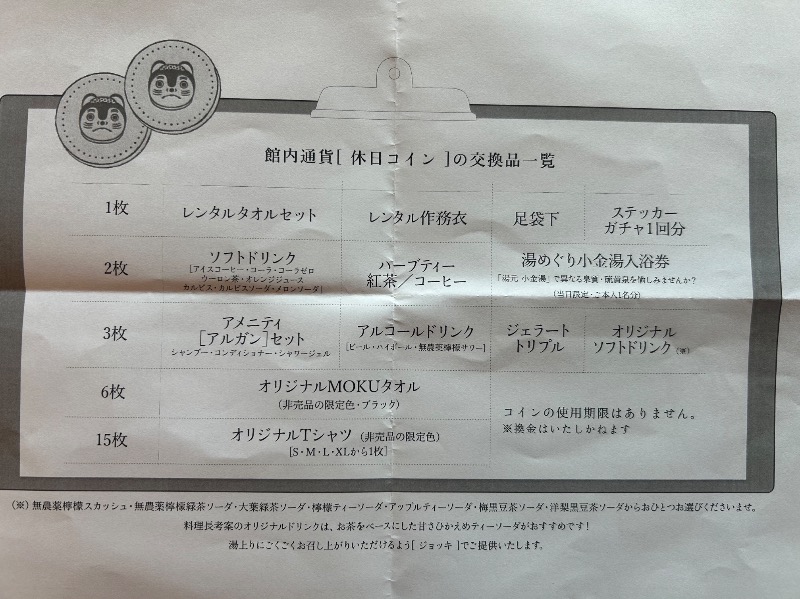 館内通貨[ 休日コイン ]の交換品一覧
1枚
レンタルタオルセット
レンタル作務衣
足袋下
ステッカー
ガチャ1回分
2枚
ソフトドリンク
[アイスコーヒー・コーラ・コーラゼロ
ウーロン茶・オレンジジュース
カルピス・カルピスソーダ・メロンソーダ]
ハーブティー
紅茶／コーヒー
湯めぐり小金湯入浴券
「湯元 小金湯」で異なる泉質・硫黄泉を愉しみませんか?
(当日限定・ご本人1名分)
3枚
アメニティ
[アルガン]セット
シャンプー・コンディショナー・シャワージェル
アルコールドリンク
[ビール・ハイボール・無農薬檸檬サワー]
ジェラート
トリプル
オリジナル
ソフトドリンク (※)
6枚
オリジナルMOKUタオル
(非売品の限定色・ブラック)
15枚
オリジナルTシャツ (非売品の限定色)
[S・M・L・XLから1枚]
コインの使用期限はありません。
※換金はいたしかねます
(※) 無農薬檸檬スカッシュ・無農薬檸檬緑茶ソーダ・大葉緑茶ソーダ・檸檬ティーソーダ・アップルティーソーダ・梅黒豆茶ソーダ・洋梨黒豆茶ソーダからおひとつお選びくださいませ。
料理長考案のオリジナルドリンクは、お茶をベースにした甘さひかえめティーソーダがおすすめです!
湯上りにごくごくお召し上がりいただけるよう[ ジョッキ ]でご提供いたします。